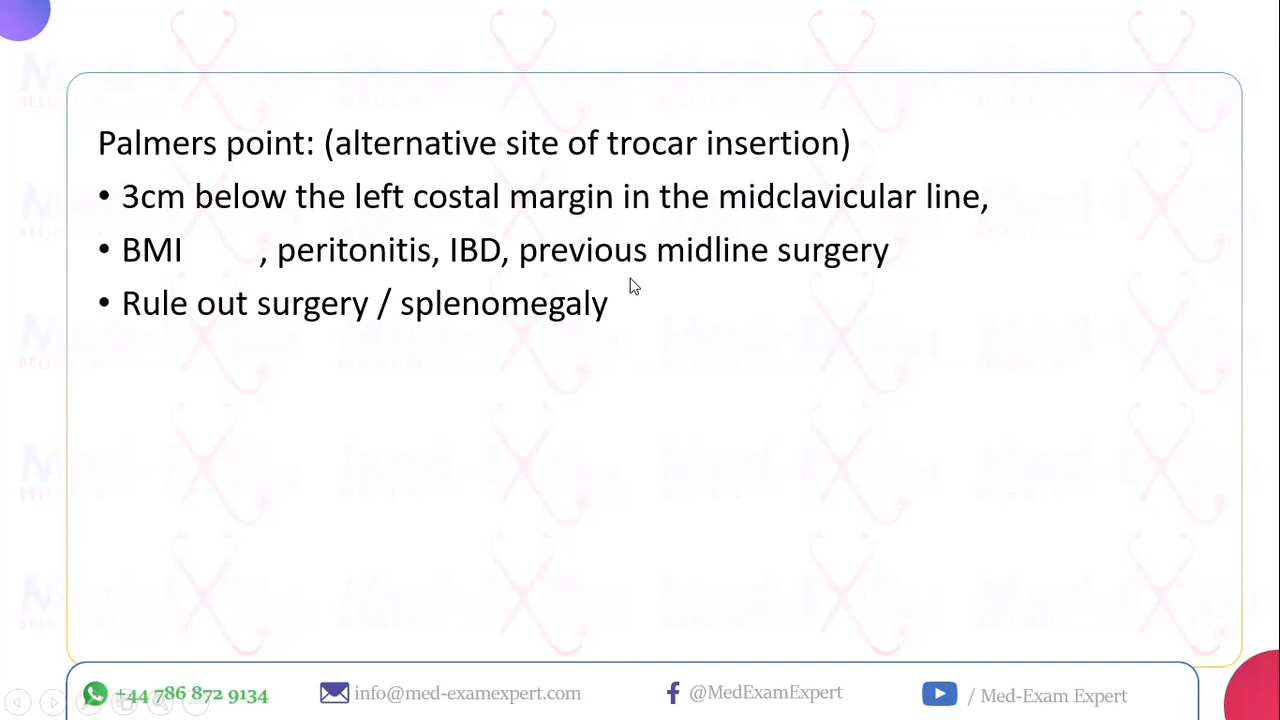 Palmers point: (alternative site of trocar insertion)
• 3cm below the left costal margin in the midclavicular line,
• BMI , peritonitis, IBD, previous midline surgery
• Rule out surgery / splenomegaly
+44 786 872 9134 info@med-examexpert.com @MedExamExpert / Med-Exam Expert